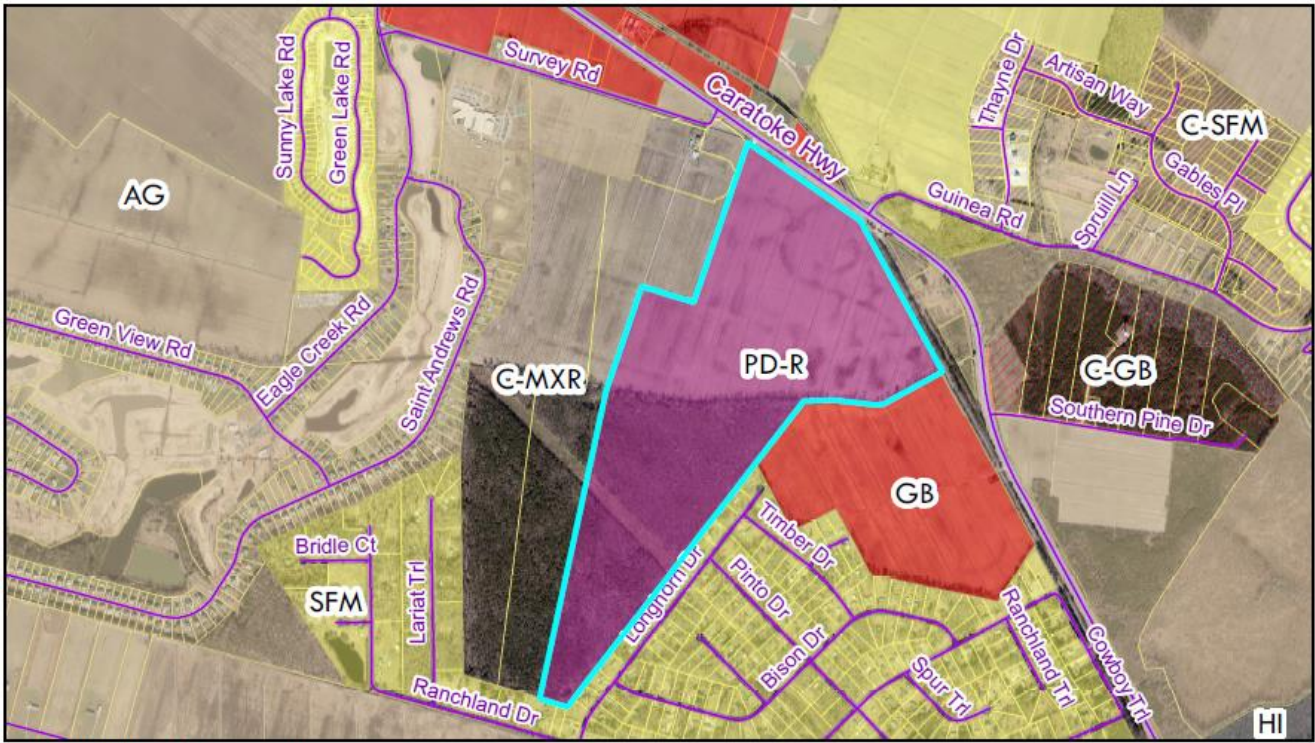 Sunny Lake Rd
Green Lake Rd
Survey Rd
Caratoke Hwy
Thayne Dr
Artisan Way
C-SFM
Gables Pl
AG
Guinea Rd
Spruill Ln
Green View Rd
Eagle Creek Rd
Saint Andrews Rd
C-MXR
PD-R
C-GB
Southern Pine Dr
GB
Bridle Ct
SFM
Lariat Trl
Ranchland Dr
Longhorn Dr
Timber Dr
Pinto Dr
Bison Dr
Spur Trl
Ranchland Trl
Cowboy Trl
HI